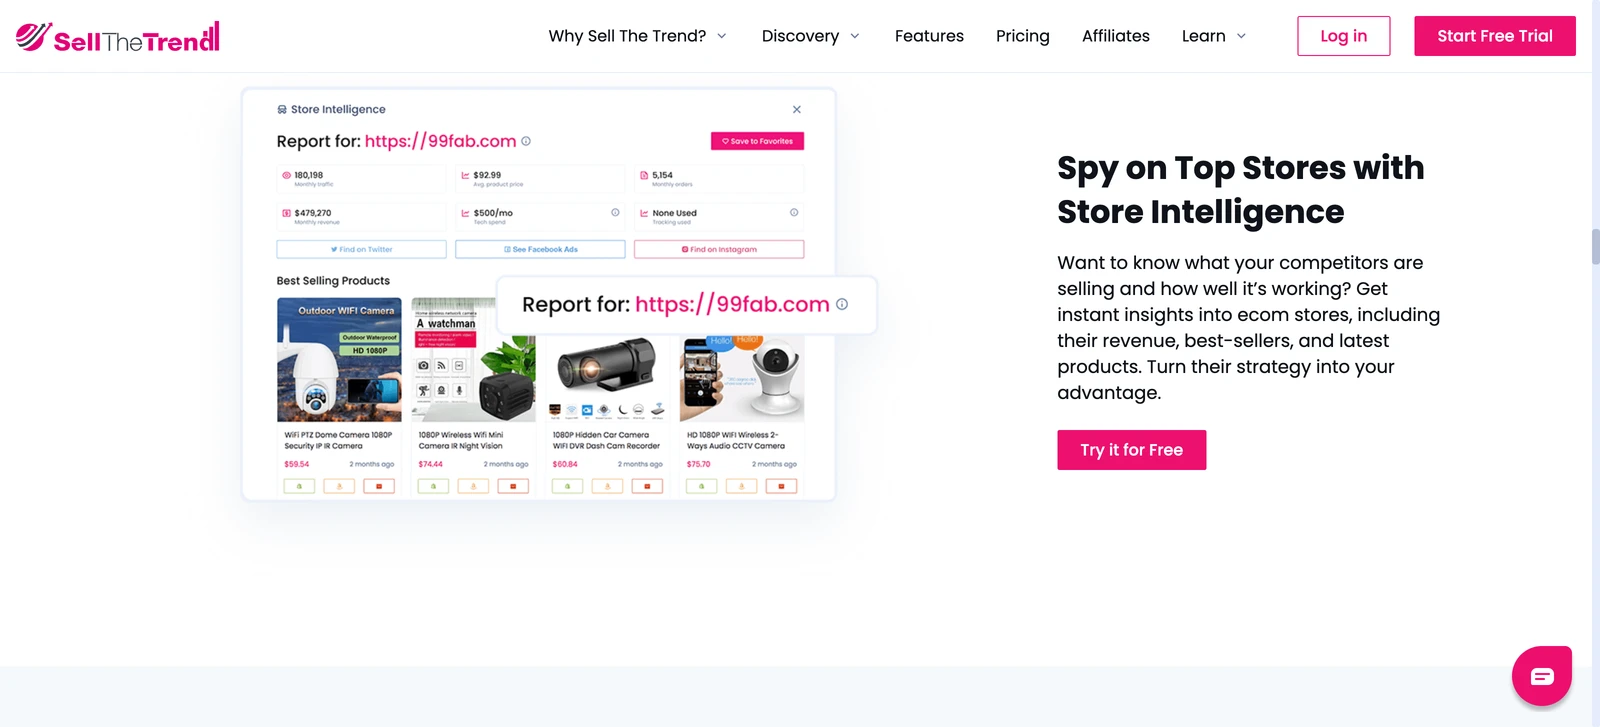 SellTheTrend
Why Sell The Trend?
Discovery
Features
Pricing
Affiliates
Learn
Log in
Start Free Trial
Store Intelligence
Report for: https://99fab.com
Save to Favorites
180,198
Monthly traffic
$92.99
Avg. product price
5,154
Monthly orders
$479,270
Monthly revenue
$500/mo
Tech spend
None Used
Tracking used
Find on Twitter
See Facebook Ads
Find on Instagram
Best Selling Products
Report for: https://99fab.com
Outdoor WIFI Camera
Outdoor Waterproof
HD 1080P
A watchman
Hello!
WiFi PTZ Dome Camera 1080P
Security IP IR Camera
$59.54
2 months ago
1080P Wireless Wifi Mini
Camera IR Night Vision
$74.44
2 months ago
1080P Hidden Car Camera
WIFI DVR Dash Cam Recorder
$60.84
2 months ago
HD 1080P WIFI Wireless 2-
Ways Audio CCTV Camera
$75.70
2 months ago
Spy on Top Stores with
Store Intelligence
Want to know what your competitors are
selling and how well it’s working? Get
instant insights into ecom stores, including
their revenue, best-sellers, and latest
products. Turn their strategy into your
advantage.
Try it for Free